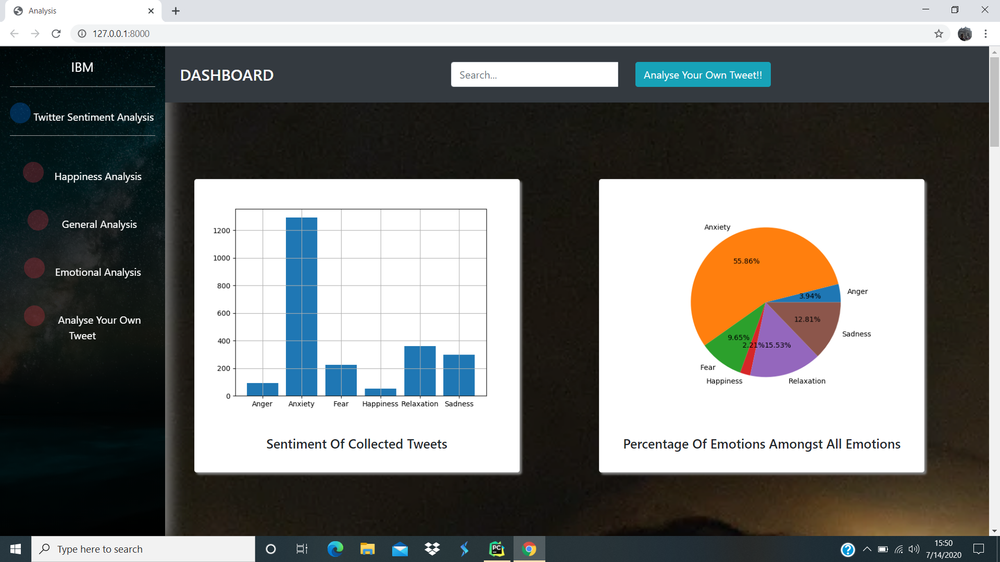 Analysis
127.0.0.1:8000
IBM
Twitter Sentiment Analysis
Happiness Analysis
General Analysis
Emotional Analysis
Analyse Your Own
Tweet
DASHBOARD
Search...
Analyse Your Own Tweet!!
1200
1000
800
600
400
200
0
Anger Anxiety Fear Happiness Relaxation Sadness
Sentiment Of Collected Tweets
Anxiety
55.86%
Anger
3.94%
12.81%
Sadness
9.65%
2.21%
15.53%
Fear
Happiness
Relaxation
Percentage Of Emotions Amongst All Emotions
Type here to search
PC
15:50
7/14/2020